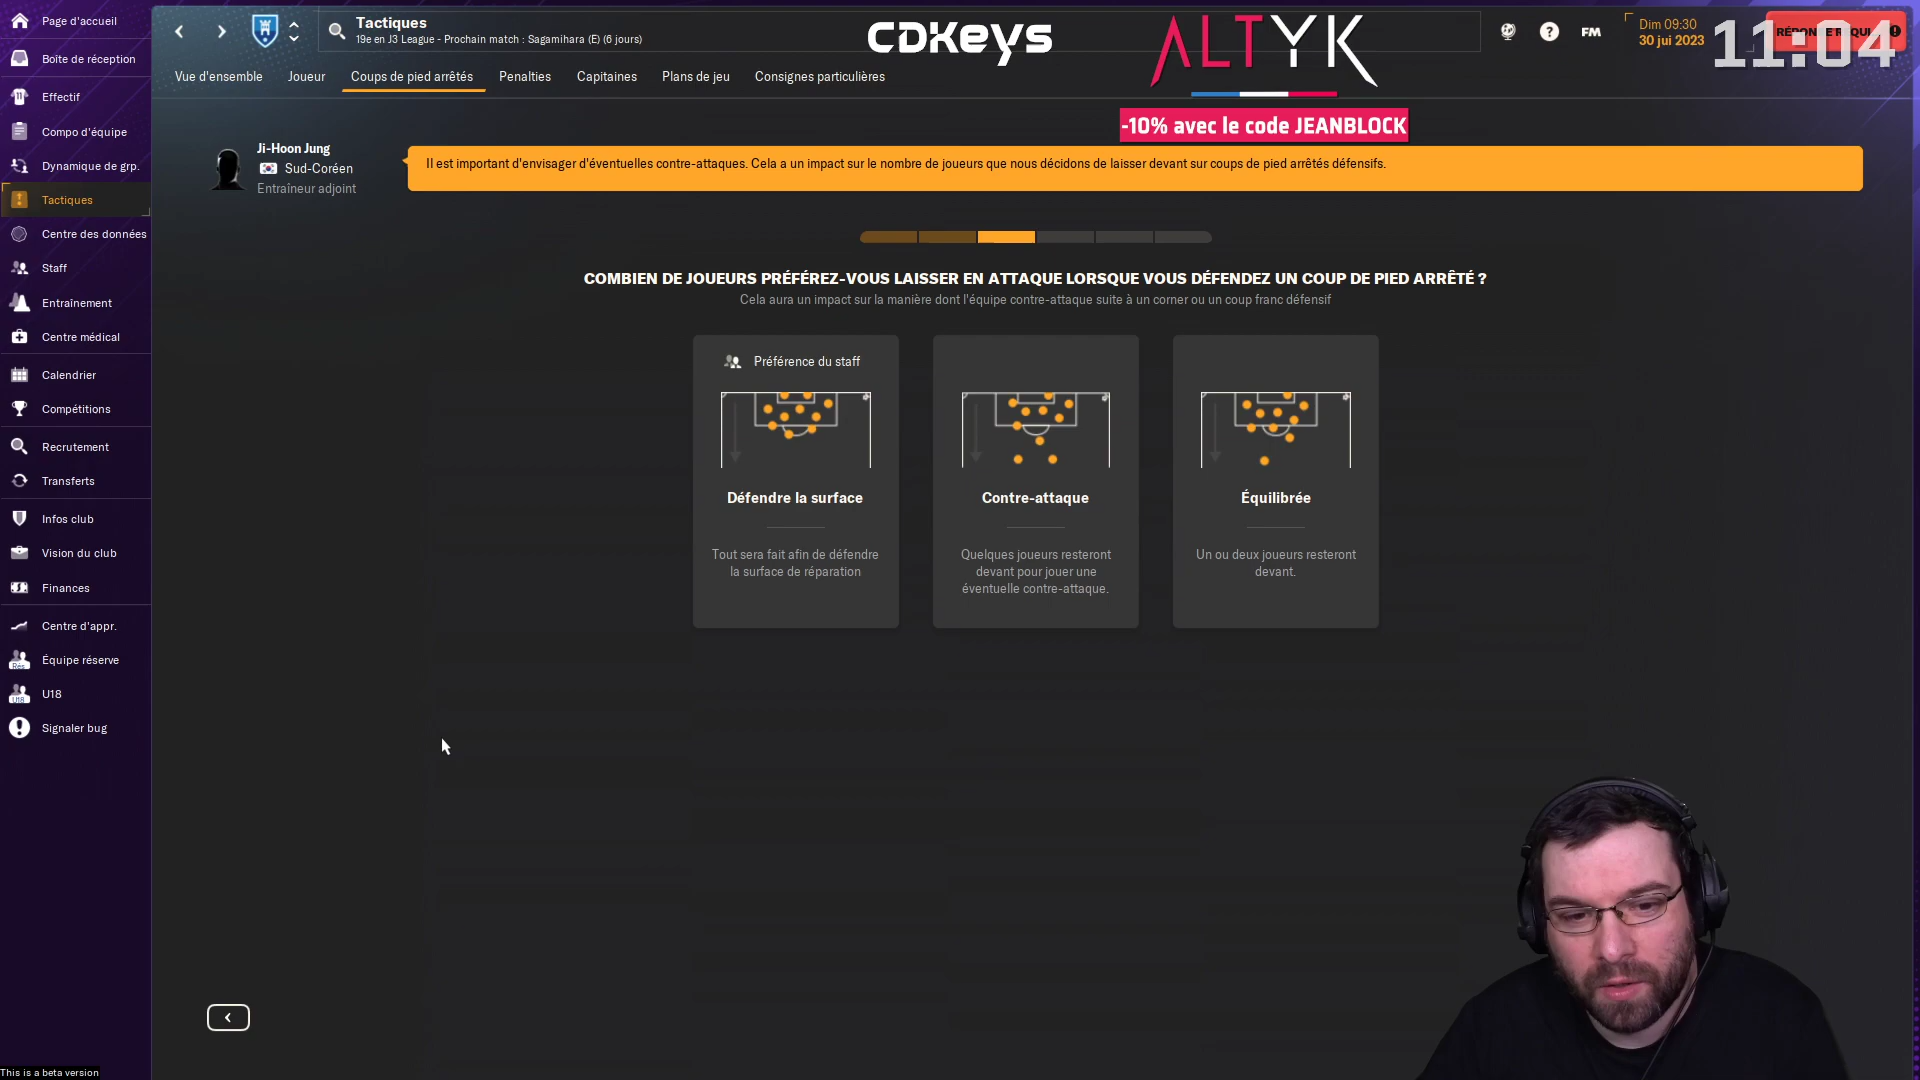 Page d'accueil
Boîte de réception
Effectif
Compo d'équipe
Dynamique de grp.
Tactiques
Centre des données
Staff
Entraînement
Centre médical
Calendrier
Compétitions
Recrutement
Transferts
Infos club
Vision du club
Finances
Centre d'appr.
Équipe réserve
U18
Signaler bug
This is a beta version
Tactiques
19e en J3 League - Prochain match : Sagamihara (E) (6 jours)
CDKeys
ALTYK
-10% avec le code JEANBLOCK
FM
Dim 09:30
30 jui 2023
11:04
Vue d'ensemble
Joueur
Coups de pied arrêtés
Penalties
Capitaines
Plans de jeu
Consignes particulières
Ji-Hoon Jung
Sud-Coréen
Entraîneur adjoint
Il est important d'envisager d'éventuelles contre-attaques. Cela a un impact sur le nombre de joueurs que nous décidons de laisser devant sur coups de pied arrêtés défensifs.
COMBIEN DE JOUEURS PRÉFÉREZ-VOUS LAISSER EN ATTAQUE LORSQUE VOUS DÉFENDEZ UN COUP DE PIED ARRÊTÉ ?
Cela aura un impact sur la manière dont l'équipe contre-attaque suite à un corner ou un coup franc défensif
Préférence du staff
Défendre la surface
Tout sera fait afin de défendre
la surface de réparation
Contre-attaque
Quelques joueurs resteront
devant pour jouer une
éventuelle contre-attaque.
Équilibrée
Un ou deux joueurs resteront
devant.